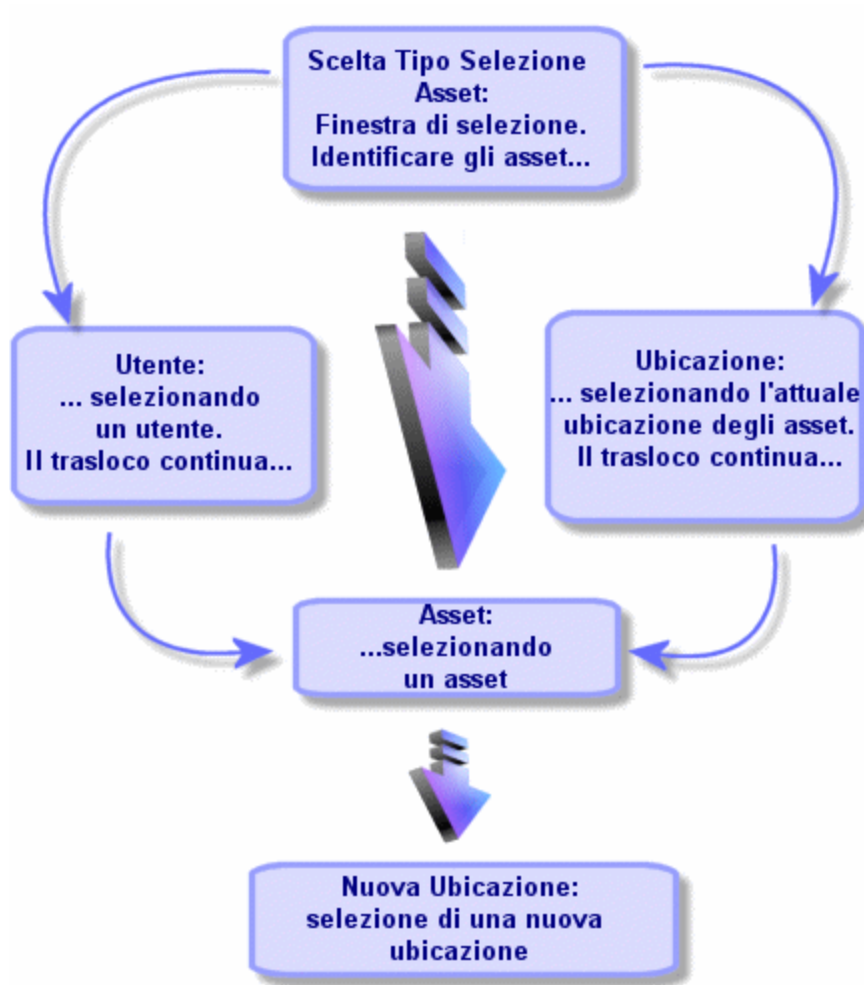 Scelta Tipo Selezione
Asset:
Finestra di selezione.
Identificare gli asset...
Utente:
... selezionando
un utente.
Il trasloco continua...
Ubicazione:
... selezionando l'attuale
ubicazione degli asset.
Il trasloco continua...
Asset:
...selezionando
un asset
Nuova Ubicazione:
selezione di una nuova
ubicazione